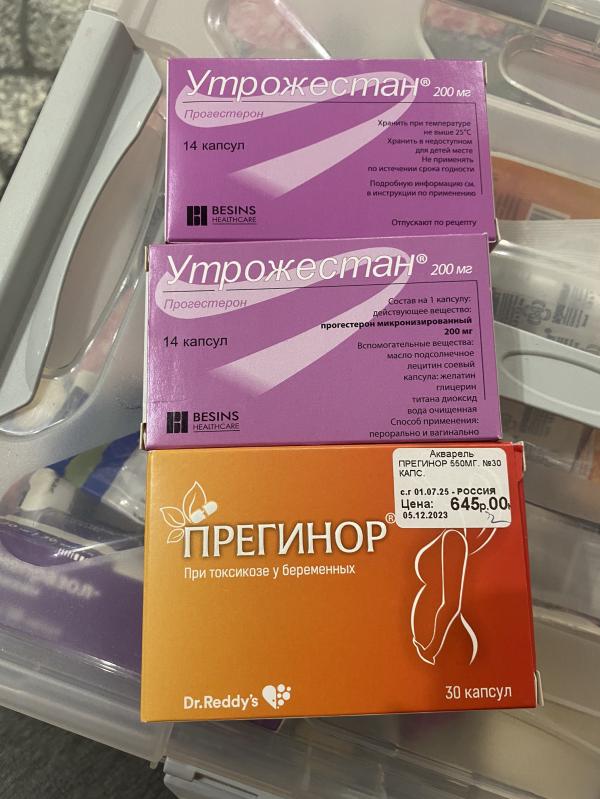 Утрожестан® 200 мг
Прогестерон
14 капсул
Хранить при температуре
не выше 25°C
Хранить в недоступном
для детей месте
Не применять
по истечении срока годности
Подробную информацию см.
в инструкции по применению
BESINS
HEALTHCARE
Отпускают по рецепту
Утрожестан® 200 мг
Прогестерон
14 капсул
Состав на 1 капсулу:
действующее вещество:
прогестерон микронизированный
200 мг
Вспомогательные вещества:
масло подсолнечное
лецитин соевый
капсула: желатин
глицерин
титана диоксид
вода очищенная
Способ применения:
перорально и вагинально
BESINS
HEALTHCARE
Акварель
ПРЕГИНОР 550МГ. №30
КАПС.
с.г 01.07.25 - РОССИЯ
Цена: 645р.00
05.12.2023
ПРЕГИНОР®
При токсикозе у беременных
Dr.Reddy's
30 капсул